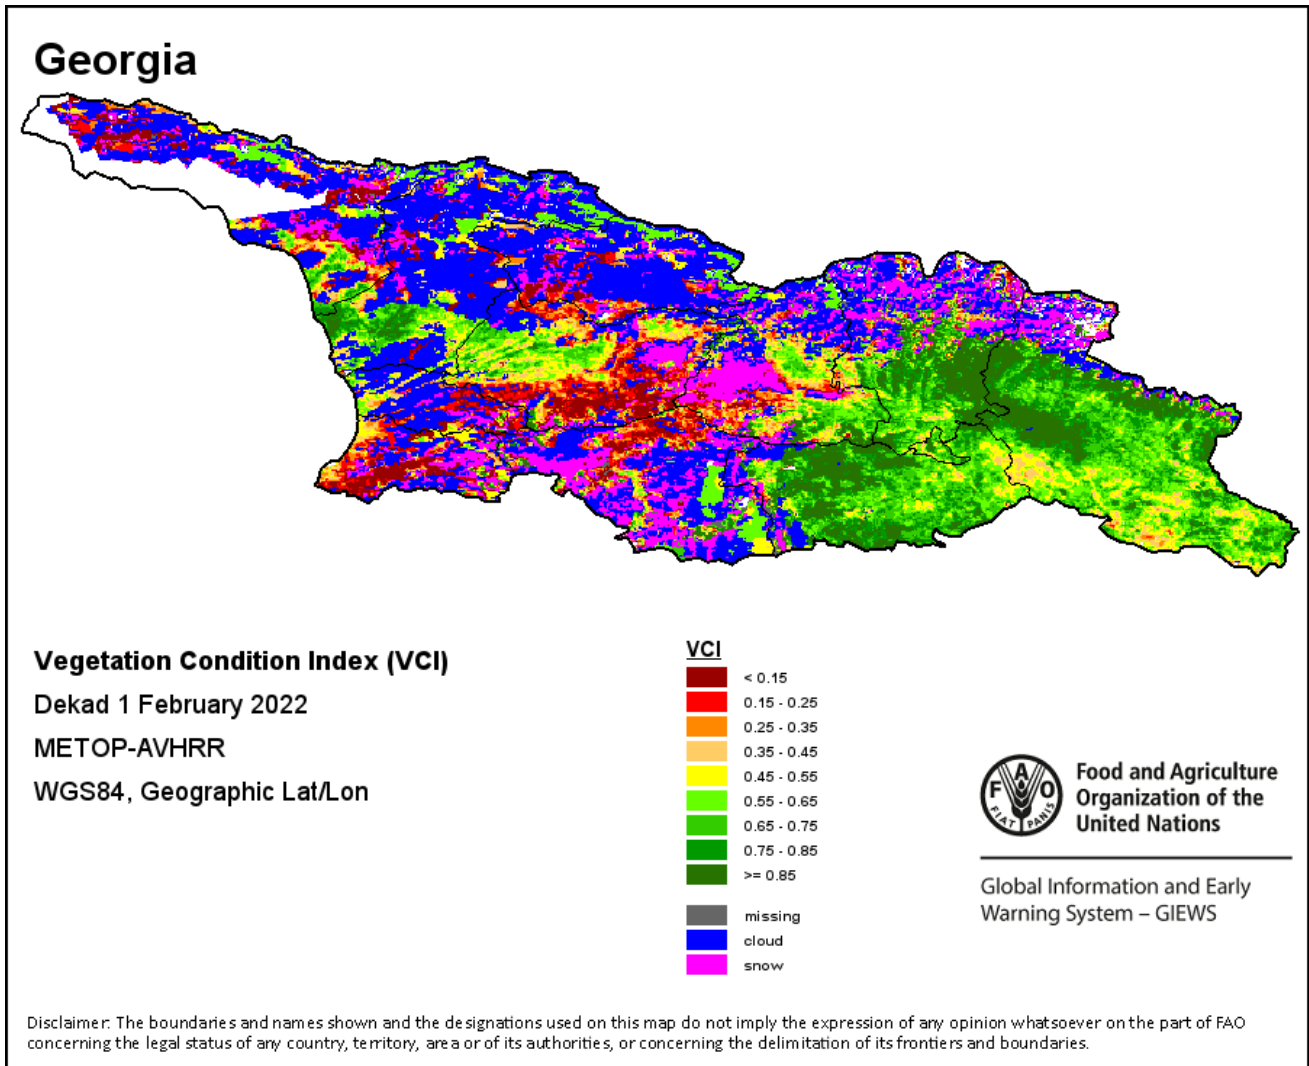 Georgia
Vegetation Condition Index (VCI)
Dekad 1 February 2022
METOP-AVHRR
WGS84, Geographic Lat/Lon
VCI
< 0.15
0.15 - 0.25
0.25 - 0.35
0.35 - 0.45
0.45 - 0.55
0.55 - 0.65
0.65 - 0.75
0.75 - 0.85
>= 0.85
missing
cloud
snow
F A O
FIAT PANIS
Food and Agriculture
Organization of the
United Nations
Global Information and Early
Warning System – GIEWS
Disclaimer: The boundaries and names shown and the designations used on this map do not imply the expression of any opinion whatsoever on the part of FAO
concerning the legal status of any country, territory, area or of its authorities, or concerning the delimitation of its frontiers and boundaries.